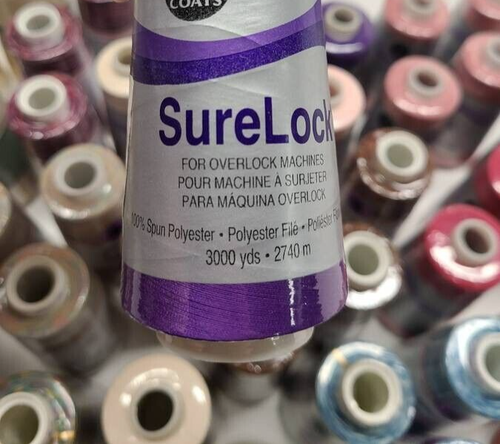 COATS
SureLock
FOR OVERLOCK MACHINES
POUR MACHINE À SURJETER
PARA MÁQUINA OVERLOCK
100% Spun Polyester • Polyester Filé • Poliéster
3000 yds • 2740 m